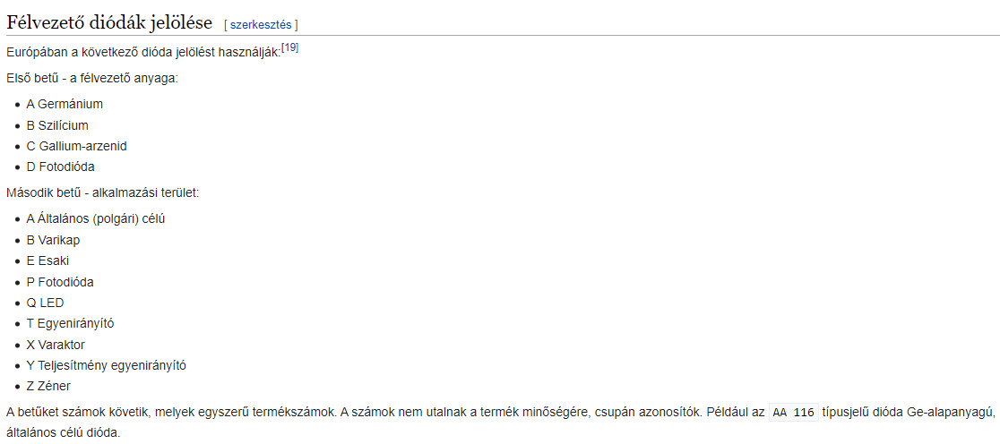 Félvezető diódák jelölése [ szerkesztés ]
Európában a következő dióda jelölést használják:[19]
Első betű - a félvezető anyaga:
A Germánium
B Szilícium
C Gallium-arzenid
D Fotodióda
Második betű - alkalmazási terület:
A Általános (polgári) célú
B Varikap
E Esaki
P Fotodióda
Q LED
T Egyenirányító
X Varaktor
Y Teljesítmény egyenirányító
Z Zéner
A betűket számok követik, melyek egyszerű termékszámok. A számok nem utalnak a termék minőségére, csupán azonosítók. Például az AA 116 típusjelű dióda Ge-alapanyagú,
általános célú dióda.